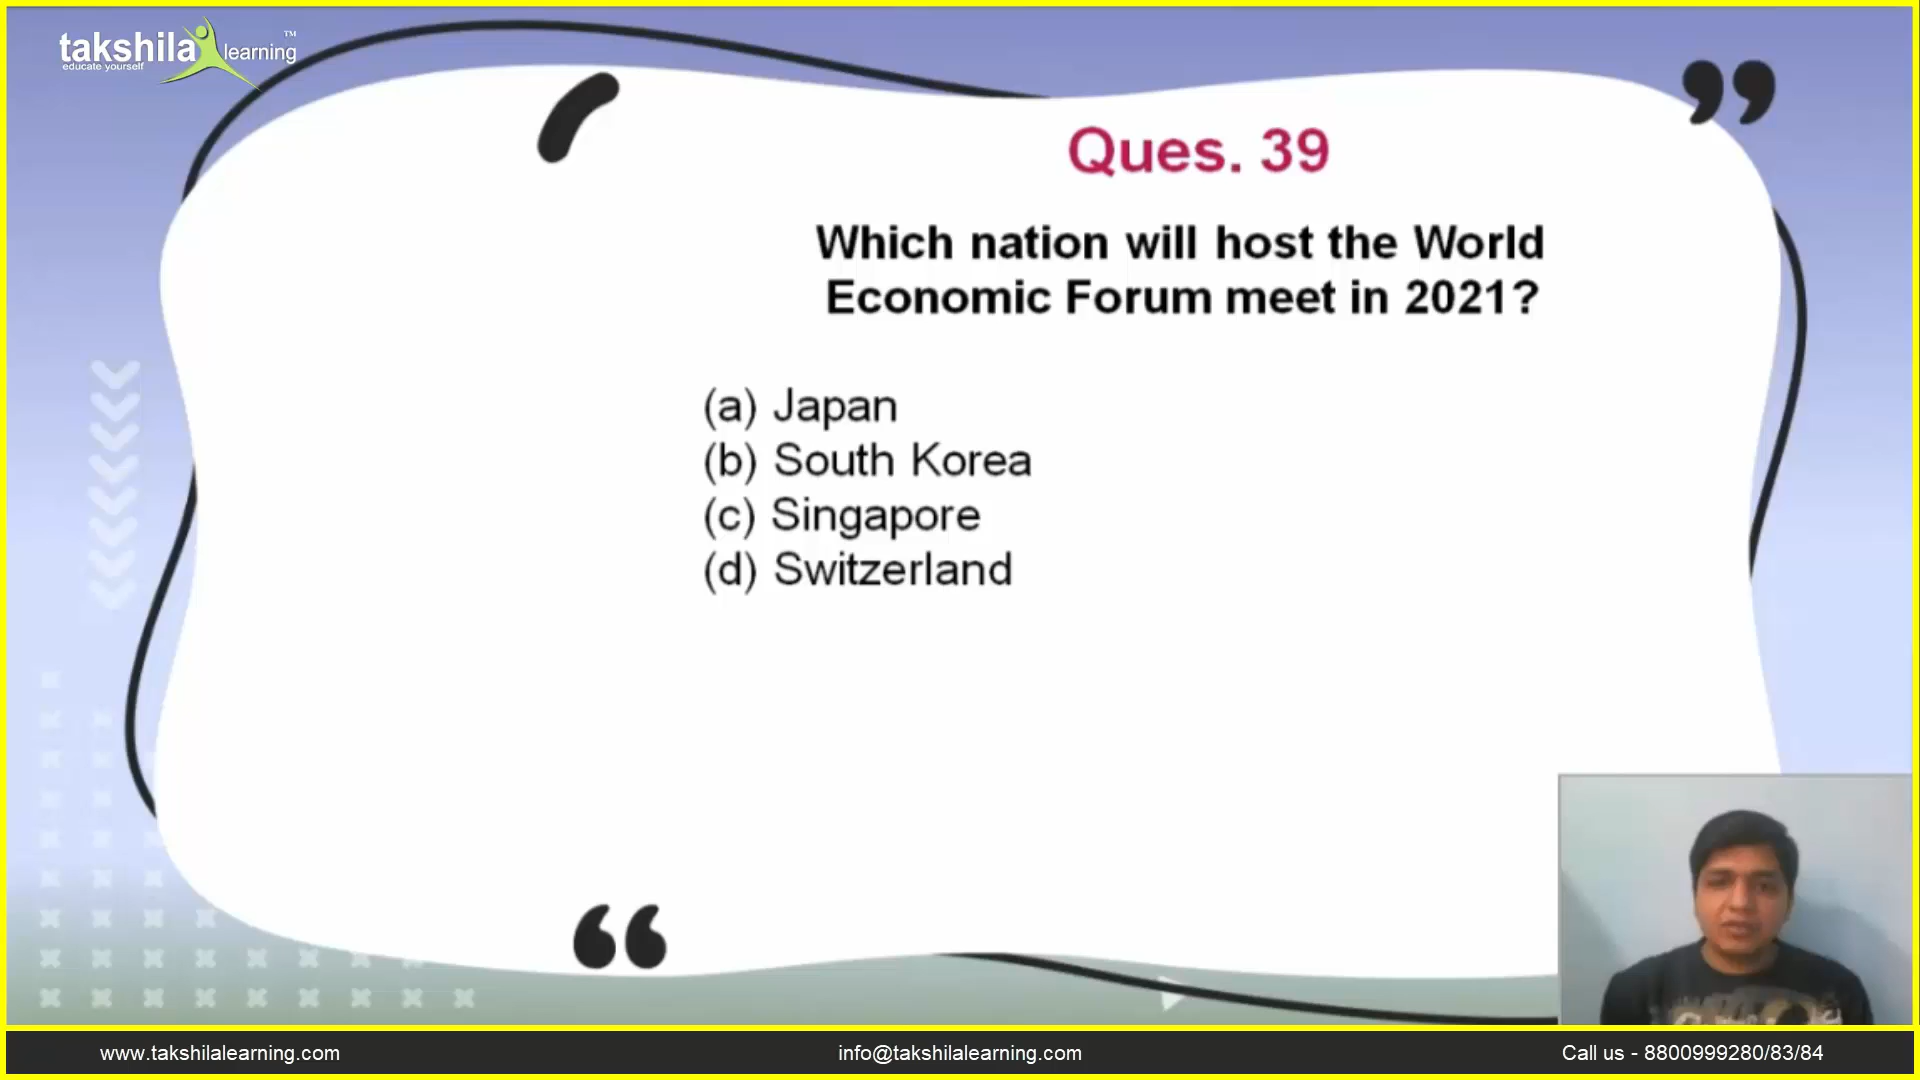 takshila learning™
educate yourself
Ques. 39
Which nation will host the World
Economic Forum meet in 2021?
(a) Japan
(b) South Korea
(c) Singapore
(d) Switzerland
www.takshilalearning.com
info@takshilalearning.com
Call us - 8800999280/83/84